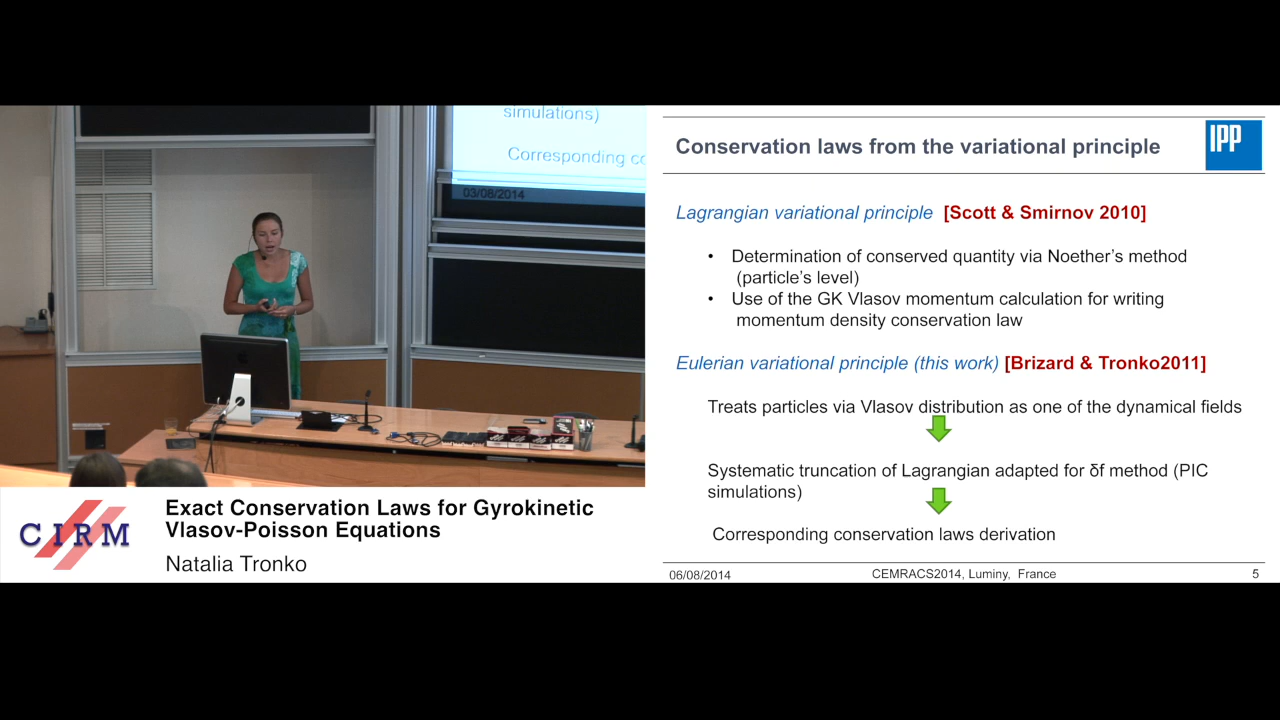 simulations)
Corresponding co
03/08/2014
CIRM
Exact Conservation Laws for Gyrokinetic
Vlasov-Poisson Equations
Natalia Tronko
Conservation laws from the variational principle
IPP
Lagrangian variational principle [Scott & Smirnov 2010]
• Determination of conserved quantity via Noether’s method
(particle’s level)
• Use of the GK Vlasov momentum calculation for writing
momentum density conservation law
Eulerian variational principle (this work) [Brizard & Tronko2011]
Treats particles via Vlasov distribution as one of the dynamical fields
Systematic truncation of Lagrangian adapted for δf method (PIC
simulations)
Corresponding conservation laws derivation
06/08/2014
CEMRACS2014, Luminy, France
5